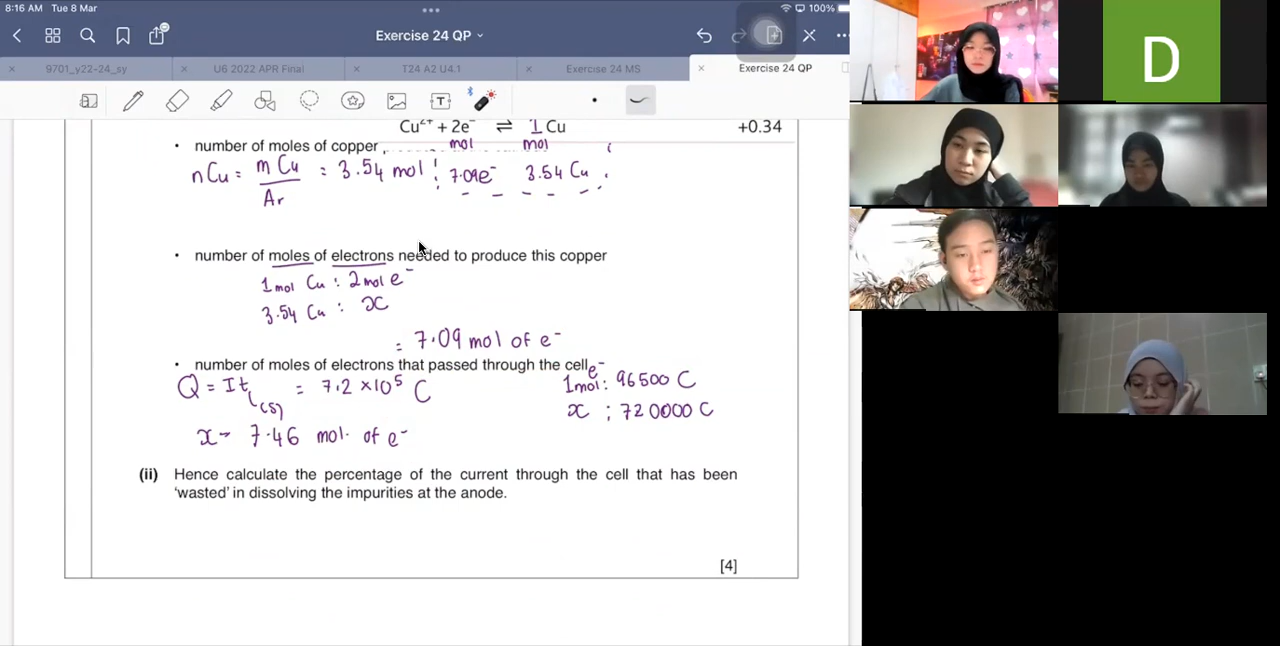 8:16 AM Tue 8 Mar
100%
Exercise 24 QP
9701_y22-24_sy
U6 2022 APR Final
T24 A2 U4.1
Exercise 24 MS
Exercise 24 QP
Cu²⁺ + 2e⁻ ⇌ 1 Cu +0.34
mol mol
• number of moles of copper
nCu = m Cu / Ar = 3.54 mol
7.09e⁻ 3.54 Cu
• number of moles of electrons needed to produce this copper
1 mol Cu : 2 mol e⁻
3.54 Cu : x
= 7.09 mol of e⁻
• number of moles of electrons that passed through the cell
Q = It (s) = 7.2 × 10⁵ C
e⁻
1mol : 96500 C
x : 720000 C
x → 7.46 mol. of e⁻
(ii) Hence calculate the percentage of the current through the cell that has been
'wasted' in dissolving the impurities at the anode.
[4]
D